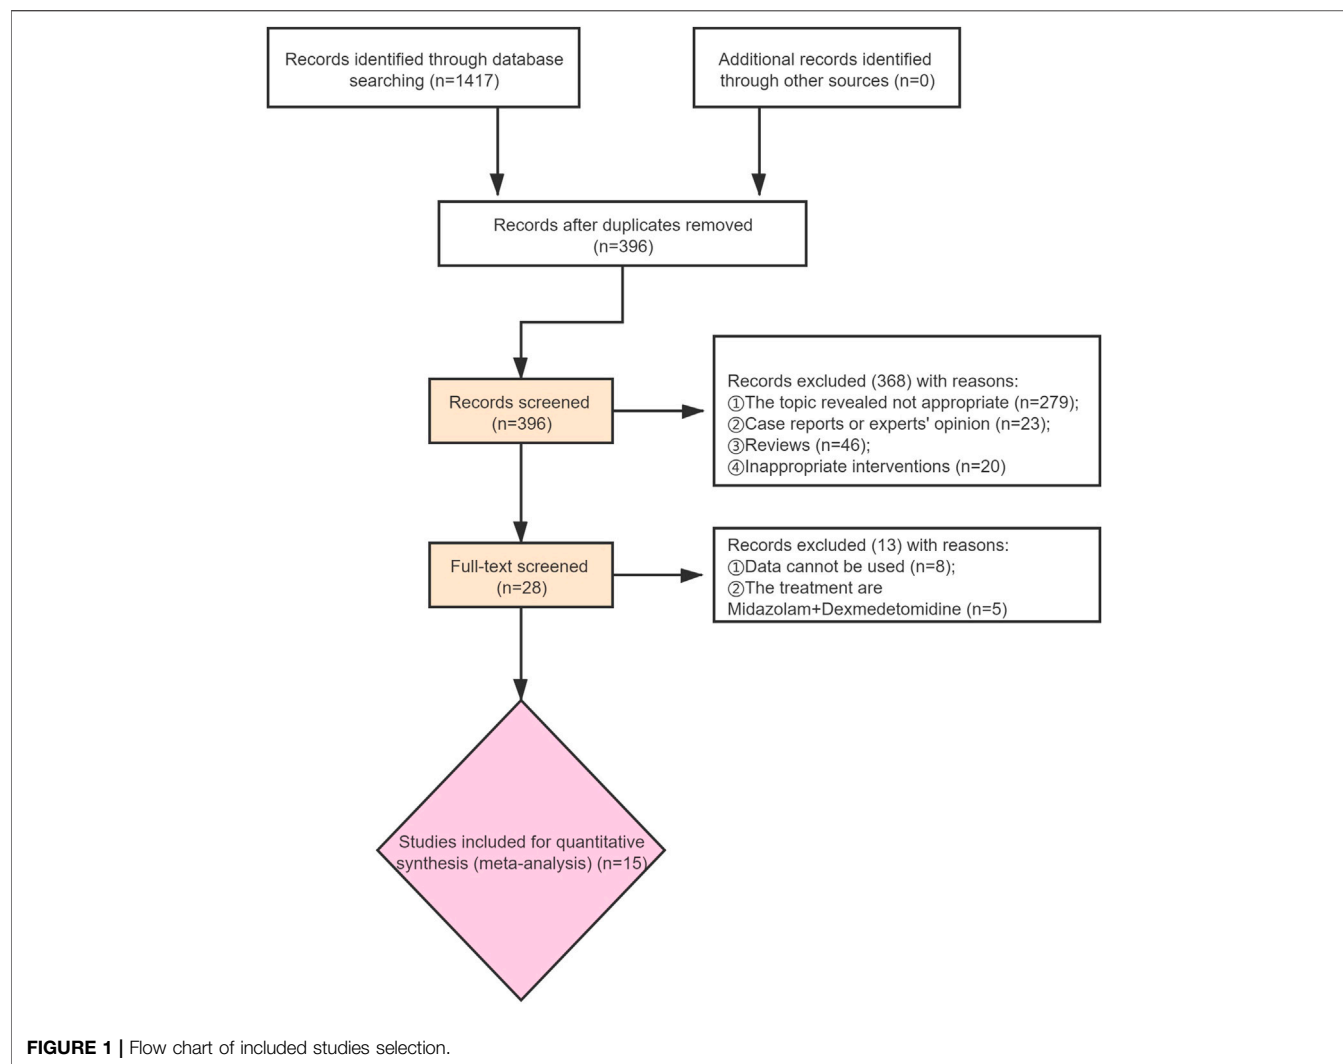 Records identified through database
searching (n=1417)
Additional records identified
through other sources (n=0)
Records after duplicates removed
(n=396)
Records screened
(n=396)
Records excluded (368) with reasons:
①The topic revealed not appropriate (n=279);
②Case reports or experts' opinion (n=23);
③Reviews (n=46);
④Inappropriate interventions (n=20)
Full-text screened
(n=28)
Records excluded (13) with reasons:
①Data cannot be used (n=8);
②The treatment are
Midazolam+Dexmedetomidine (n=5)
Studies included for quantitative
synthesis (meta-analysis) (n=15)
FIGURE 1 | Flow chart of included studies selection.